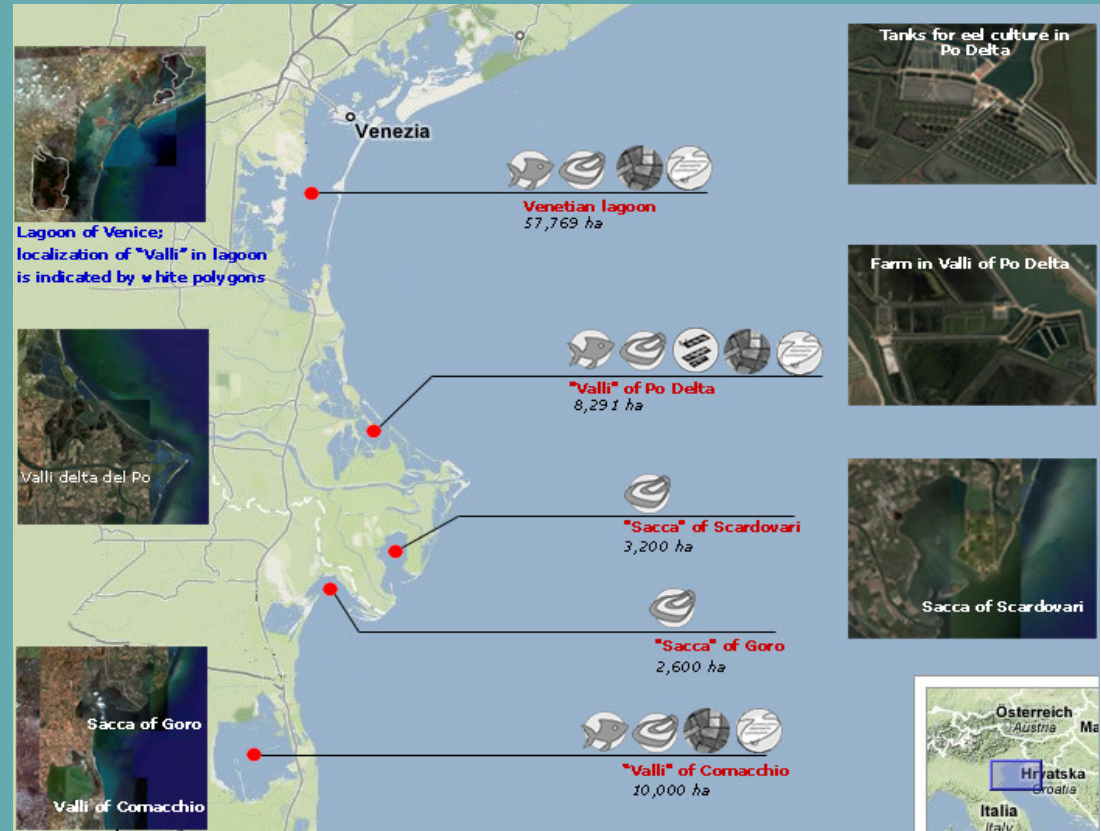 Tanks for eel culture in
Po Delta
Venezia
Venetian lagoon
57,769 ha
Lagoon of Venice;
localization of "Valli" in lagoon
is indicated by white polygons
Farm in Valli of Po Delta
"Valli" of Po Delta
8,291 ha
Valli delta del Po
"Sacca" of Scardovari
3,200 ha
Sacca of Scardovari
"Sacca" of Goro
2,600 ha
Sacca of Goro
Valli of Comacchio
"Valli" of Comacchio
10,000 ha
Österreich
Austria
Ma
Hrvatska
Croatia
Italia
Italy